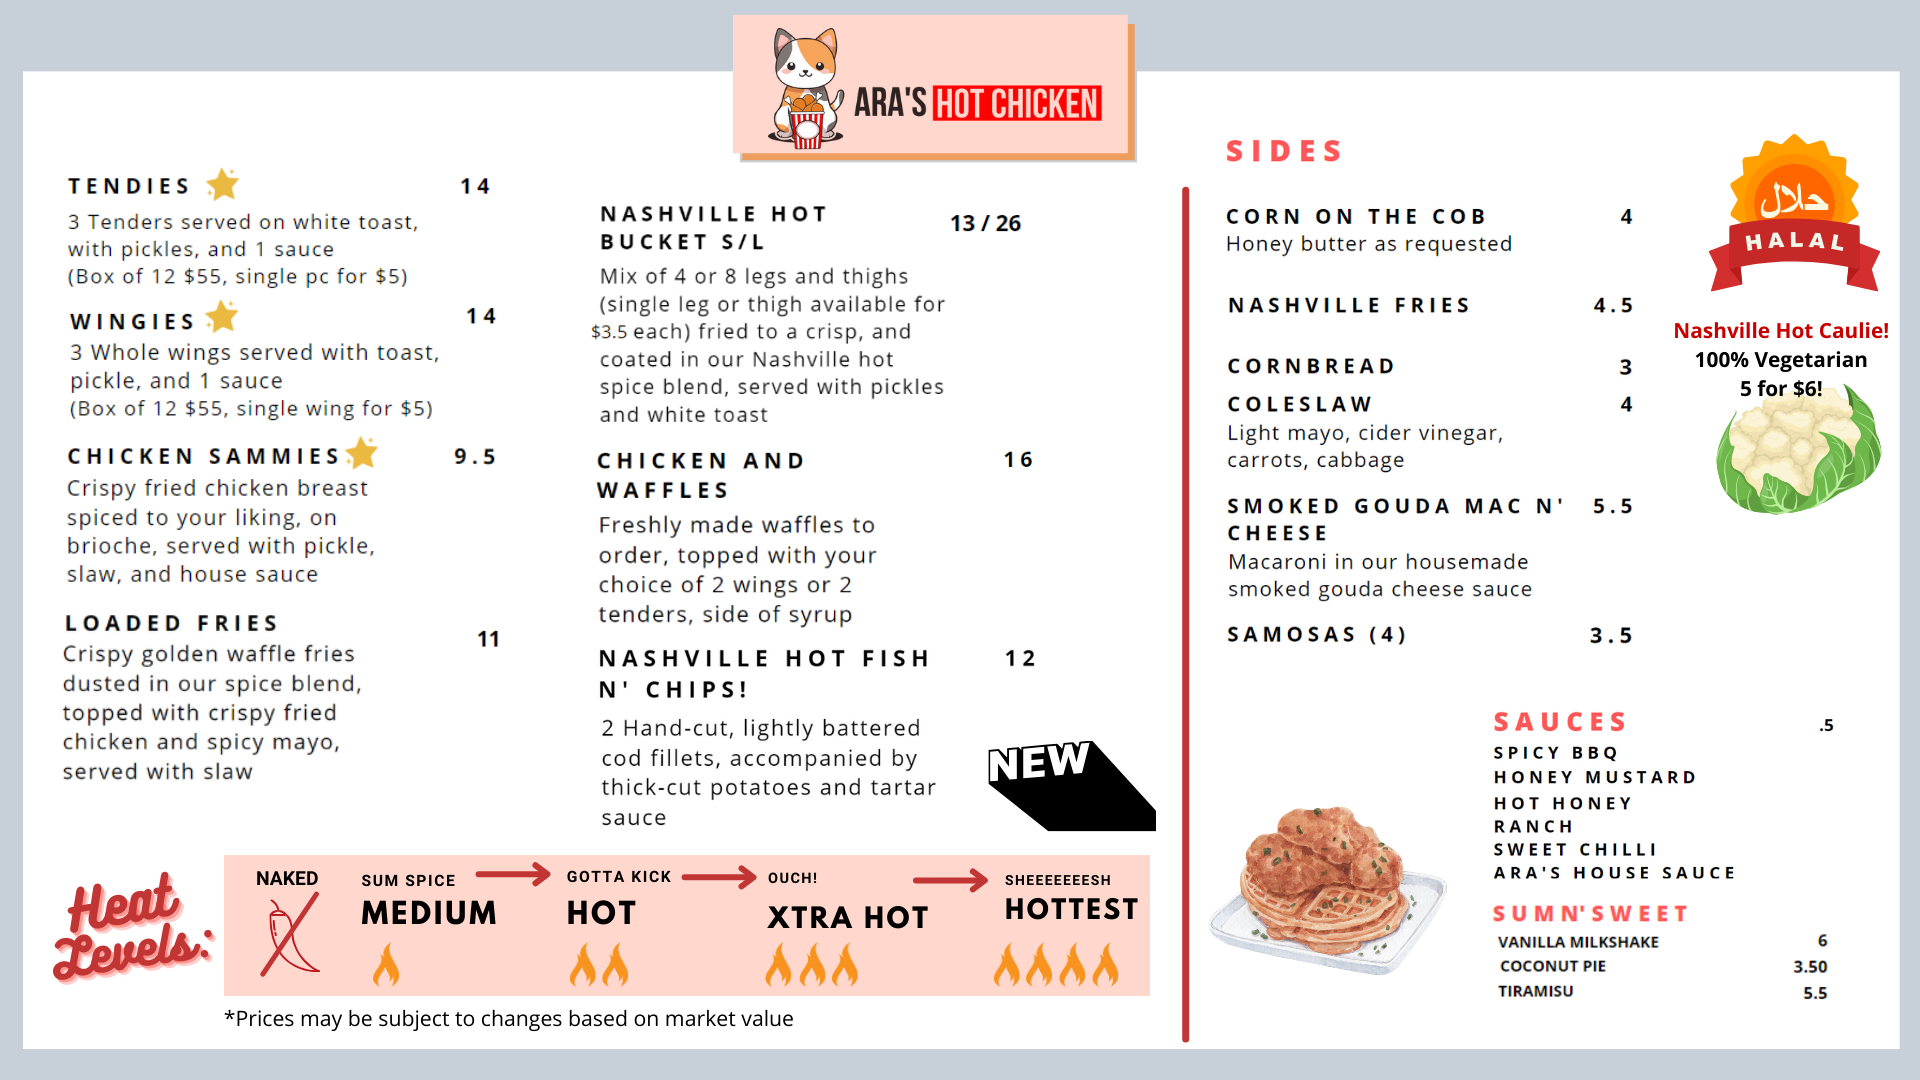 ARA'S HOT CHICKEN
TENDIES 14
3 Tenders served on white toast,
with pickles, and 1 sauce
(Box of 12 $55, single pc for $5)
WINGIES 14
3 Whole wings served with toast,
pickle, and 1 sauce
(Box of 12 $55, single wing for $5)
CHICKEN SAMMIES 9.5
Crispy fried chicken breast
spiced to your liking, on
brioche, served with pickle,
slaw, and house sauce
LOADED FRIES 11
Crispy golden waffle fries
dusted in our spice blend,
topped with crispy fried
chicken and spicy mayo,
served with slaw
NASHVILLE HOT
BUCKET S/L 13 / 26
Mix of 4 or 8 legs and thighs
(single leg or thigh available for
$3.5 each) fried to a crisp, and
coated in our Nashville hot
spice blend, served with pickles
and white toast
CHICKEN AND 16
WAFFLES
Freshly made waffles to
order, topped with your
choice of 2 wings or 2
tenders, side of syrup
NASHVILLE HOT FISH 12
N' CHIPS!
2 Hand-cut, lightly battered
cod fillets, accompanied by
thick-cut potatoes and tartar
sauce
NEW
Heat
Levels:
NAKED
SUM SPICE
MEDIUM
GOTTA KICK
HOT
OUCH!
XTRA HOT
SHEEEEEEESH
HOTTEST
*Prices may be subject to changes based on market value
SIDES
CORN ON THE COB 4
Honey butter as requested
NASHVILLE FRIES 4.5
CORNBREAD 3
COLESLAW 4
Light mayo, cider vinegar,
carrots, cabbage
SMOKED GOUDA MAC N' 5.5
CHEESE
Macaroni in our housemade
smoked gouda cheese sauce
SAMOSAS (4) 3.5
حلال
HALAL
Nashville Hot Caulie!
100% Vegetarian
5 for $6!
SAUCES .5
SPICY BBQ
HONEY MUSTARD
HOT HONEY
RANCH
SWEET CHILLI
ARA'S HOUSE SAUCE
SUMN'SWEET
VANILLA MILKSHAKE 6
COCONUT PIE 3.50
TIRAMISU 5.5